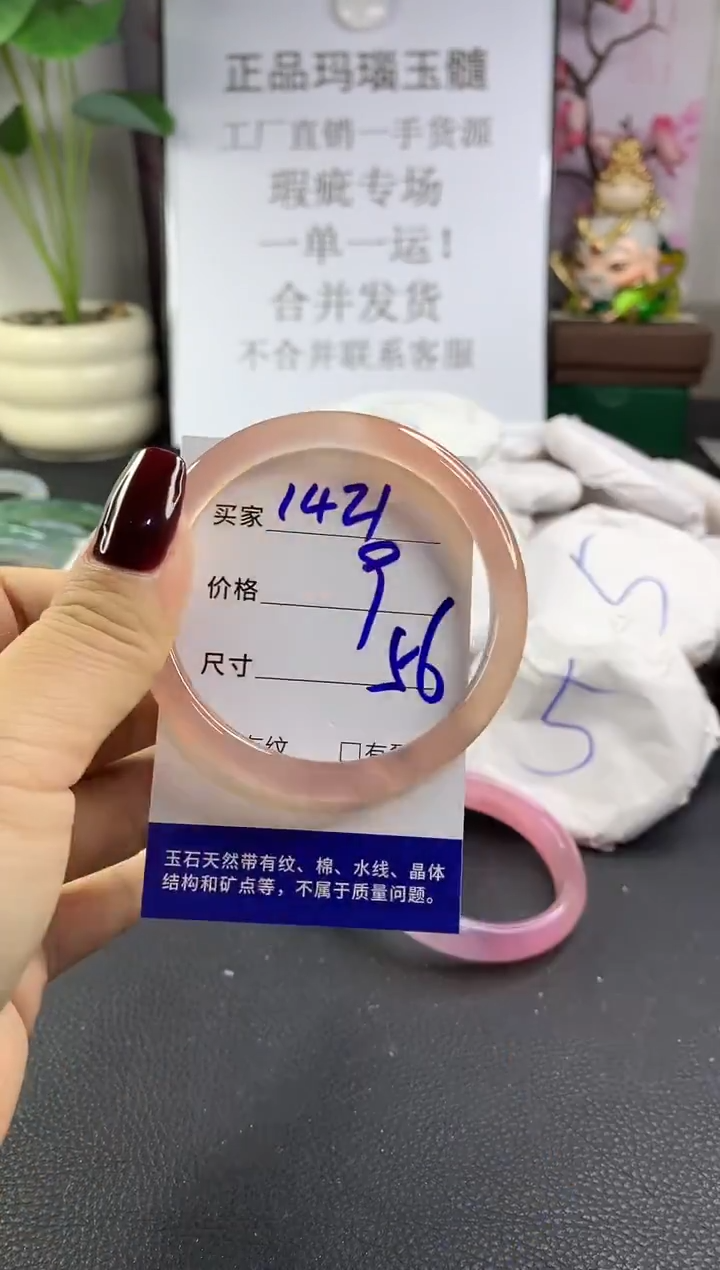 正品玛瑙玉髓
工厂直销一手货源
瑕疵专场
一单一运！
合并发货
不合并联系客服
买家 1421
价格 9
尺寸 56
纹 □有
玉石天然带有纹、棉、水线、晶体
结构和矿点等，不属于质量问题。
5
5